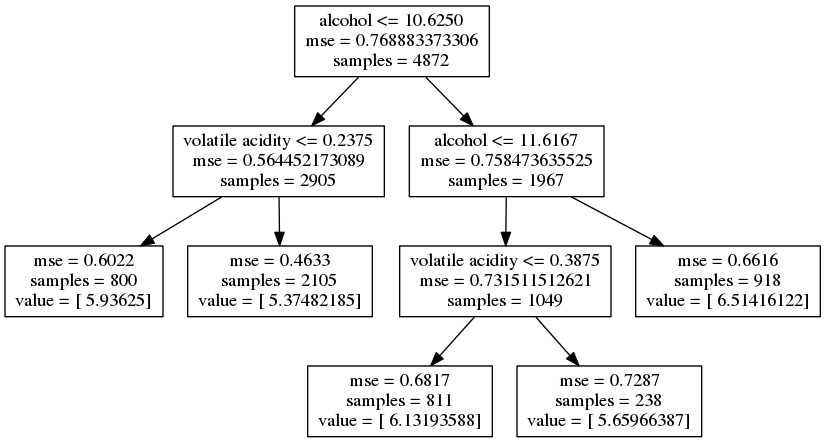 alcohol <= 10.6250
mse = 0.768883373306
samples = 4872
volatile acidity <= 0.2375
mse = 0.564452173089
samples = 2905
alcohol <= 11.6167
mse = 0.758473635525
samples = 1967
mse = 0.6022
samples = 800
value = [ 5.93625]
mse = 0.4633
samples = 2105
value = [ 5.37482185]
volatile acidity <= 0.3875
mse = 0.731511512621
samples = 1049
mse = 0.6616
samples = 918
value = [ 6.51416122]
mse = 0.6817
samples = 811
value = [ 6.13193588]
mse = 0.7287
samples = 238
value = [ 5.65966387]